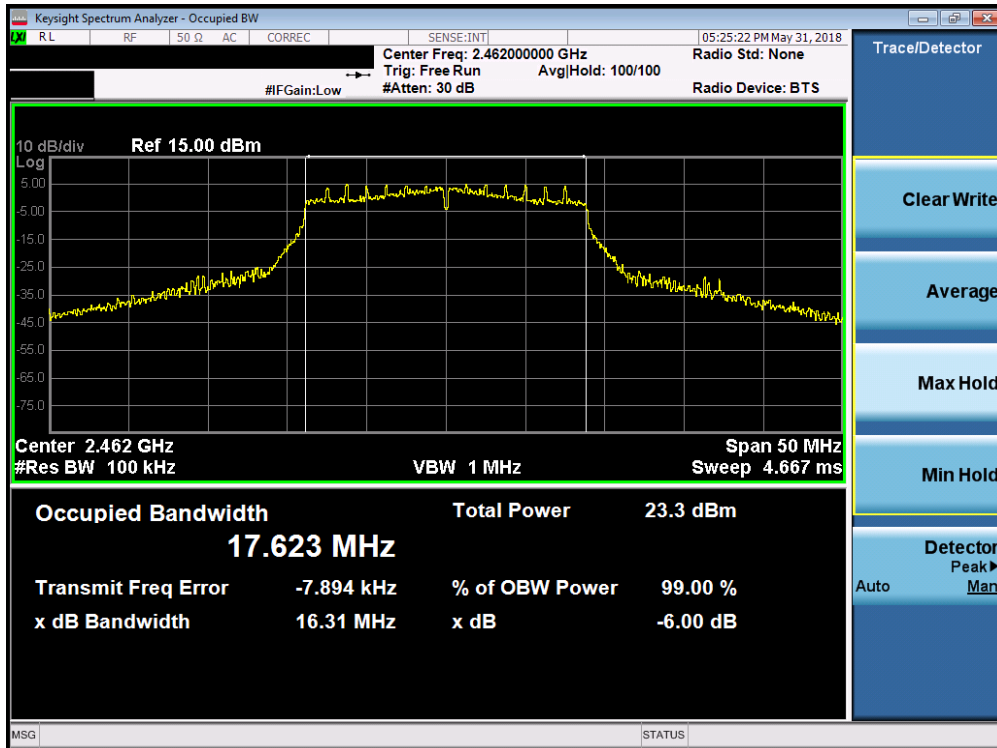 Keysight Spectrum Analyzer - Occupied BW
LXI RL RF 50 Ω AC CORREC SENSE:INT 05:25:22 PM May 31, 2018
Center Freq: 2.462000000 GHz Radio Std: None
Trig: Free Run Avg|Hold: 100/100
#IFGain:Low #Atten: 30 dB Radio Device: BTS
10 dB/div Ref 15.00 dBm
Log
5.00
-5.00
-15.0
-25.0
-35.0
-45.0
-55.0
-65.0
-75.0
Center 2.462 GHz Span 50 MHz
#Res BW 100 kHz VBW 1 MHz Sweep 4.667 ms
Occupied Bandwidth Total Power 23.3 dBm
17.623 MHz
Transmit Freq Error -7.894 kHz % of OBW Power 99.00 %
x dB Bandwidth 16.31 MHz x dB -6.00 dB
MSG STATUS
Trace/Detector
Clear Write
Average
Max Hold
Min Hold
Detector
Peak▶
Auto Man